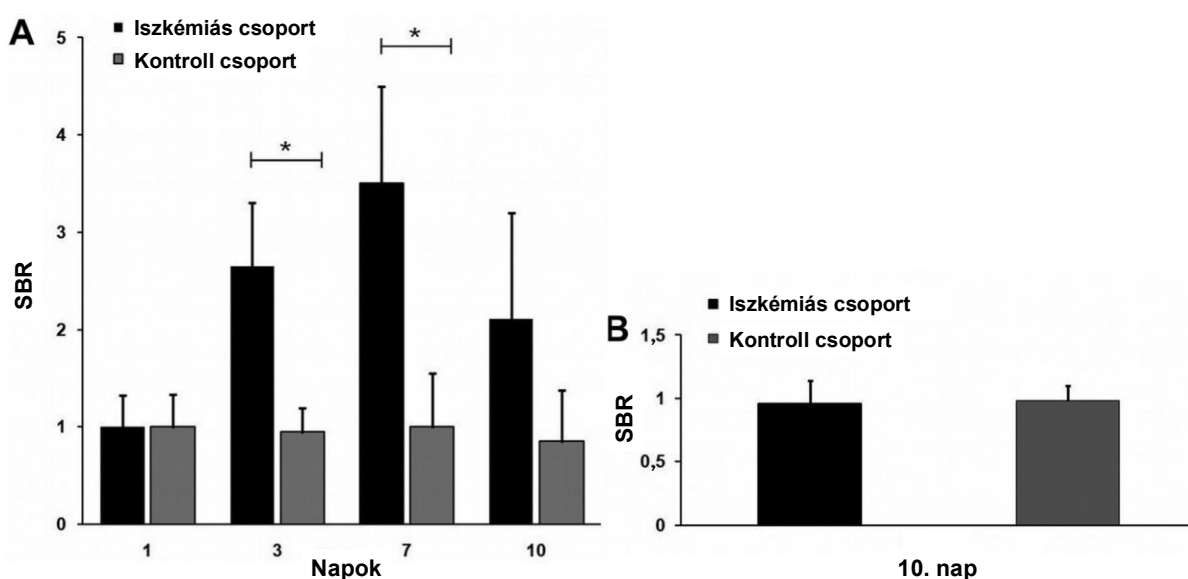 A
Iszkémiás csoport
Kontroll csoport
*
*
5
4
3
2
1
0
SBR
1 3 7 10
Napok
B
Iszkémiás csoport
Kontroll csoport
1,5
1
0,5
0
SBR
10. nap